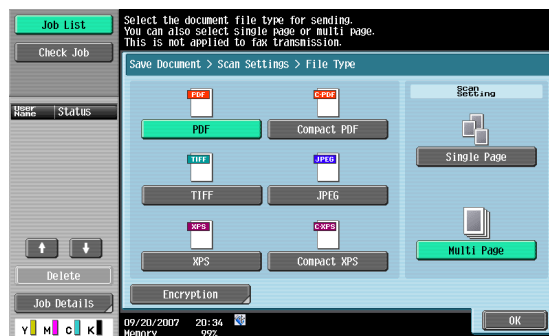 Job List
Check Job
User Name
Status
Delete
Job Details
Y M C K
Select the document file type for sending.
You can also select single page or multi page.
This is not applied to fax transmission.
Save Document > Scan Settings > File Type
PDF
C-PDF
PDF
Compact PDF
TIFF
JPEG
TIFF
JPEG
XPS
C-XPS
XPS
Compact XPS
Encryption
Scan
Setting
Single Page
Multi Page
09/20/2007 20:34
Memory 99%
OK